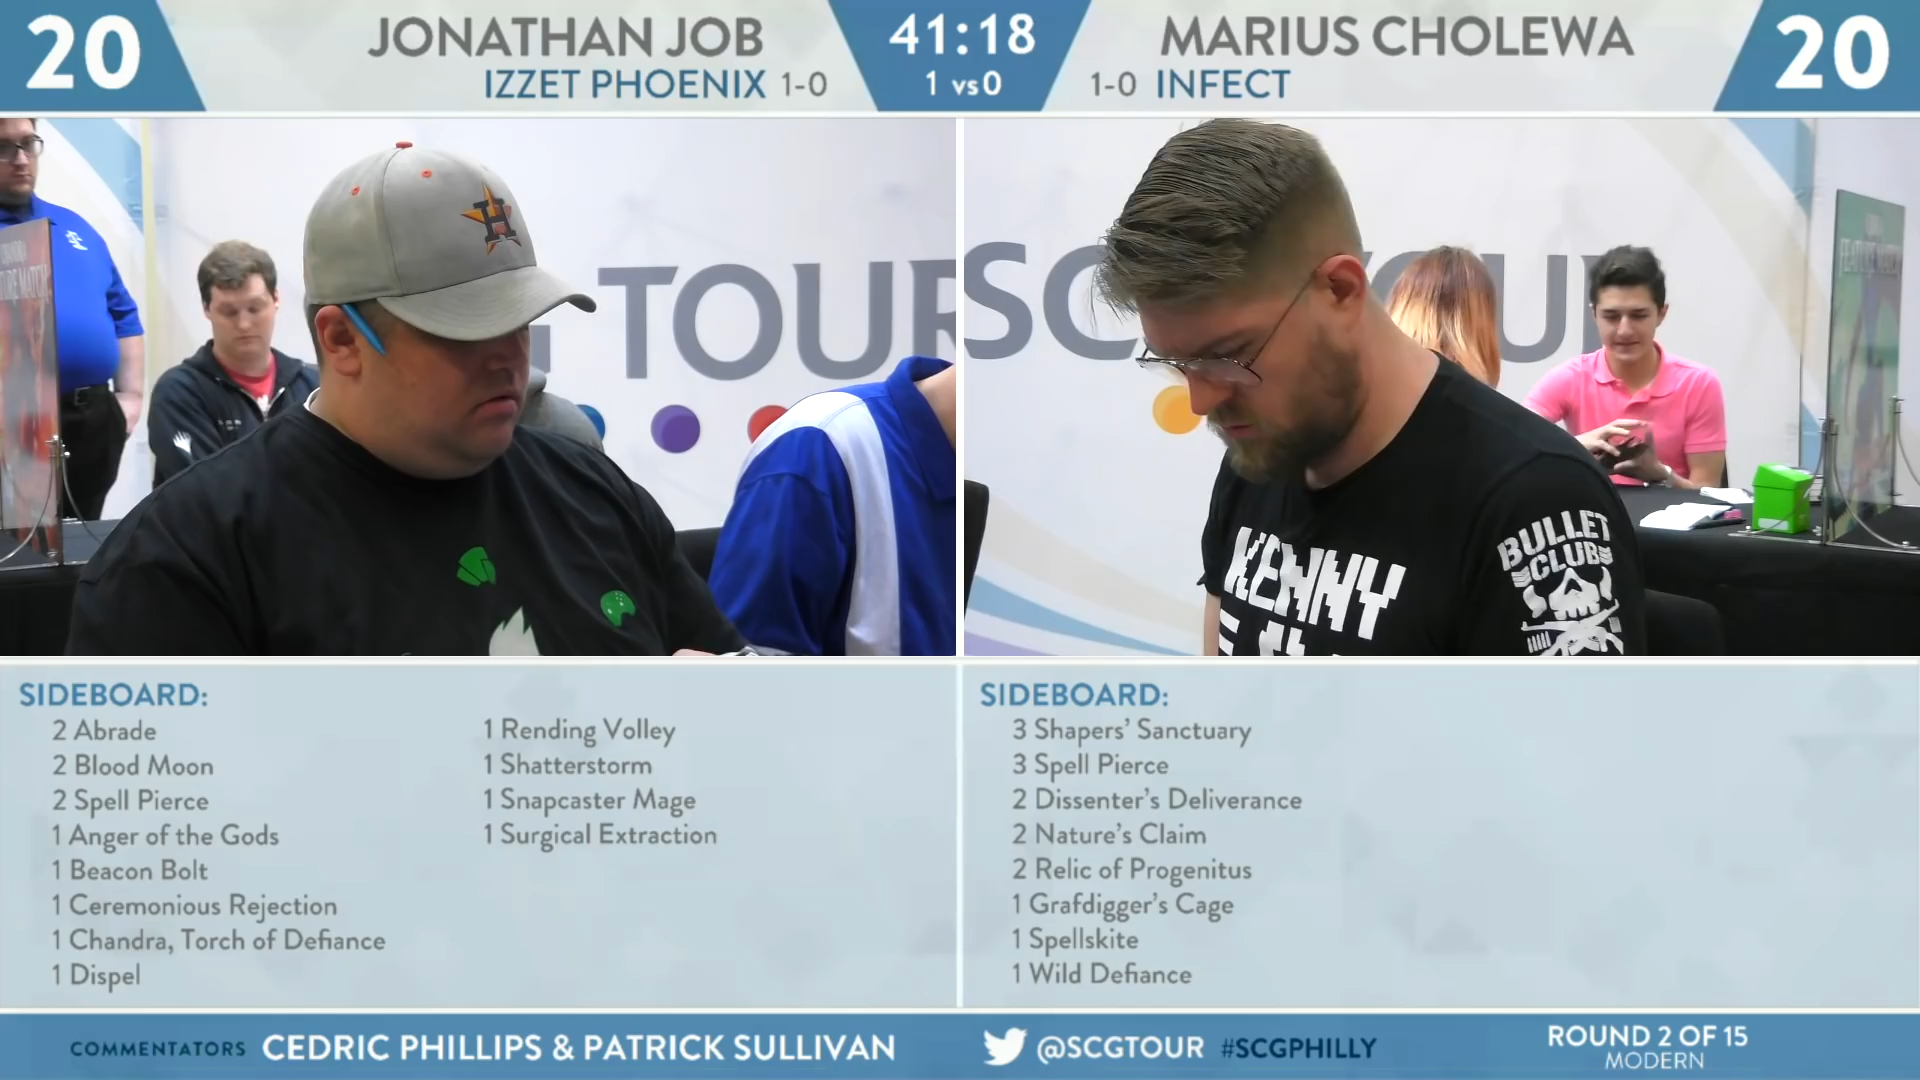 20
JONATHAN JOB
IZZET PHOENIX 1-0
41:18
1 vs 0
MARIUS CHOLEWA
1-0 INFECT
20
TOUR
SC
OUR
FEATURE MATCH
H
KENNY
BULLET
CLUB
SIDEBOARD:
2 Abrade
2 Blood Moon
2 Spell Pierce
1 Anger of the Gods
1 Beacon Bolt
1 Ceremonious Rejection
1 Chandra, Torch of Defiance
1 Dispel
1 Rending Volley
1 Shatterstorm
1 Snapcaster Mage
1 Surgical Extraction
SIDEBOARD:
3 Shapers' Sanctuary
3 Spell Pierce
2 Dissenter's Deliverance
2 Nature's Claim
2 Relic of Progenitus
1 Grafdigger's Cage
1 Spellskite
1 Wild Defiance
COMMENTATORS CEDRIC PHILLIPS & PATRICK SULLIVAN
@SCGTOUR #SCGPHILLY
ROUND 2 OF 15
MODERN